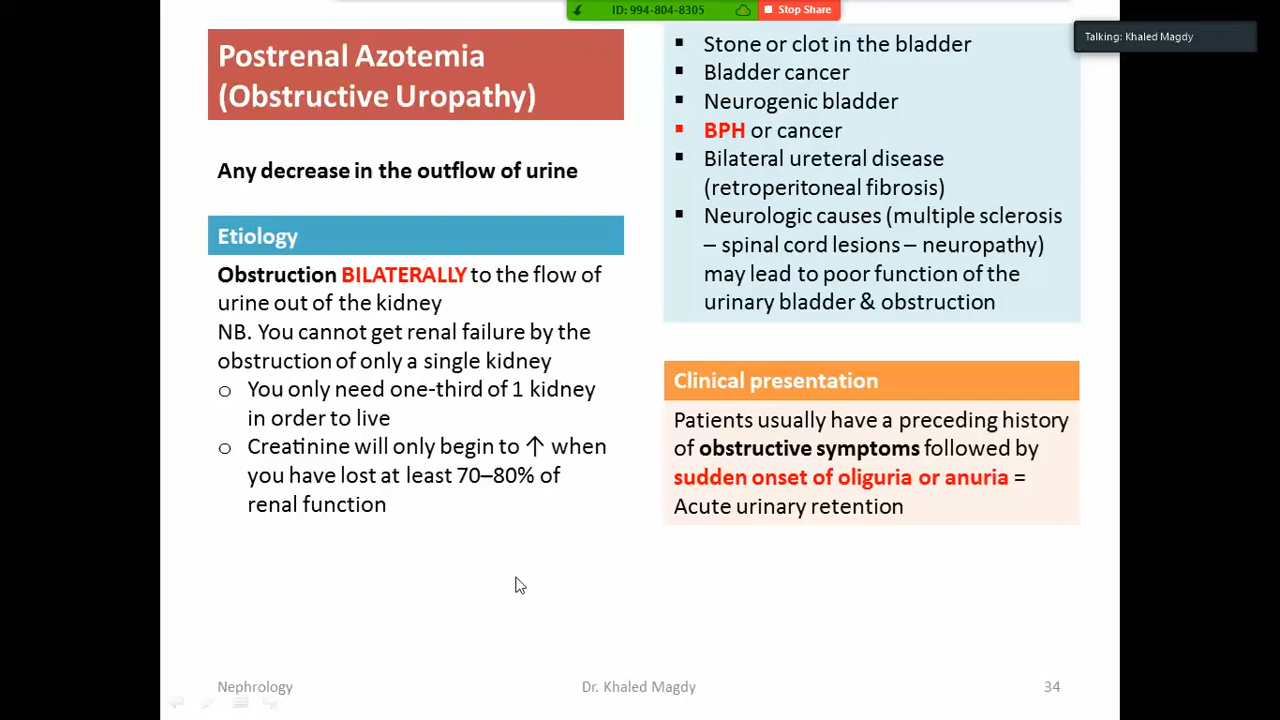 ID: 994-804-8305
Stop Share
Talking: Khaled Magdy
Postrenal Azotemia
(Obstructive Uropathy)
Any decrease in the outflow of urine
Etiology
Obstruction BILATERALLY to the flow of
urine out of the kidney
NB. You cannot get renal failure by the
obstruction of only a single kidney
o You only need one-third of 1 kidney
in order to live
o Creatinine will only begin to ↑ when
you have lost at least 70–80% of
renal function
▪ Stone or clot in the bladder
▪ Bladder cancer
▪ Neurogenic bladder
▪ BPH or cancer
▪ Bilateral ureteral disease
(retroperitoneal fibrosis)
▪ Neurologic causes (multiple sclerosis
– spinal cord lesions – neuropathy)
may lead to poor function of the
urinary bladder & obstruction
Clinical presentation
Patients usually have a preceding history
of obstructive symptoms followed by
sudden onset of oliguria or anuria =
Acute urinary retention
Nephrology
Dr. Khaled Magdy
34